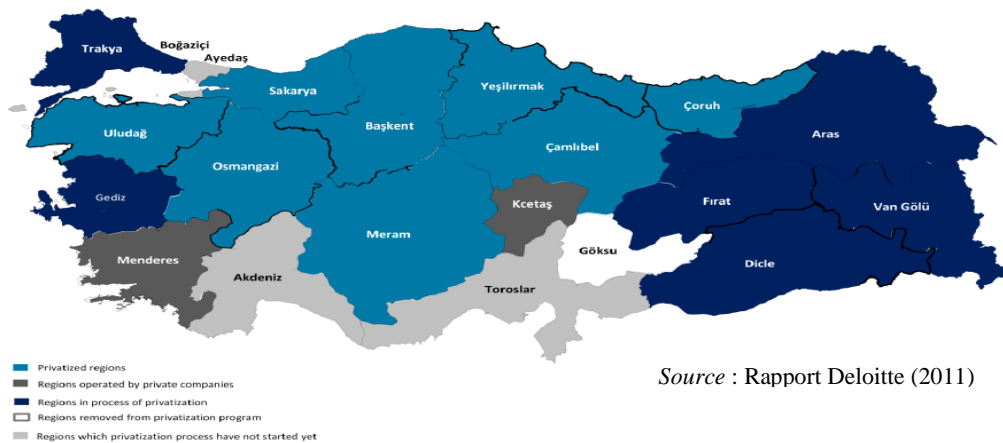 Trakya
Boğaziçi
Ayedaş
Sakarya
Yeşilırmak
Çoruh
Uludağ
Başkent
Aras
Osmangazi
Çamlıbel
Gediz
Kcetaş
Fırat
Van Gölü
Meram
Göksu
Menderes
Akdeniz
Toroslar
Dicle
Privatized regions
Regions operated by private companies
Regions in process of privatization
Regions removed from privatization program
Regions which privatization process have not started yet
Source : Rapport Deloitte (2011)